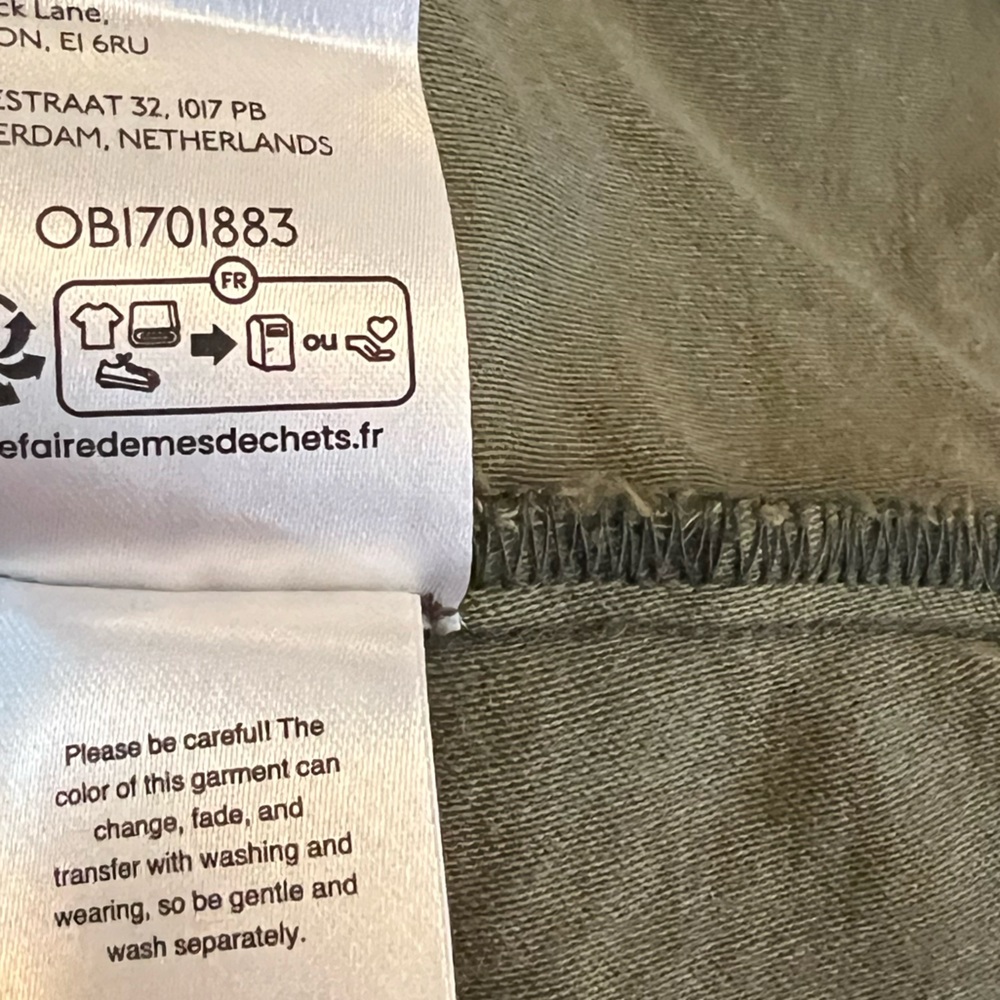 ck Lane,
ON, E1 6RU
ESTRAAT 32, 1017 PB
ERDAM, NETHERLANDS
OB1701883
FR
ou
efairedemesdechets.fr
Please be careful! The
color of this garment can
change, fade, and
transfer with washing and
wearing, so be gentle and
wash separately.